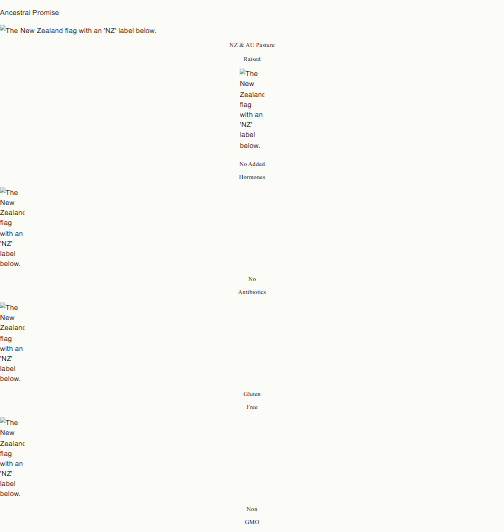 Ancestral Promise
The New Zealand flag with an 'NZ' label below.
NZ & AU Pasture
Raised
The
New
Zealand
flag
with an
'NZ'
label
below.
No Added
Hormones
The
New
Zealand
flag
with an
'NZ'
label
below.
No
Antibiotics
The
New
Zealand
flag
with an
'NZ'
label
below.
Gluten
Free
The
New
Zealand
flag
with an
'NZ'
label
below.
Non
GMO